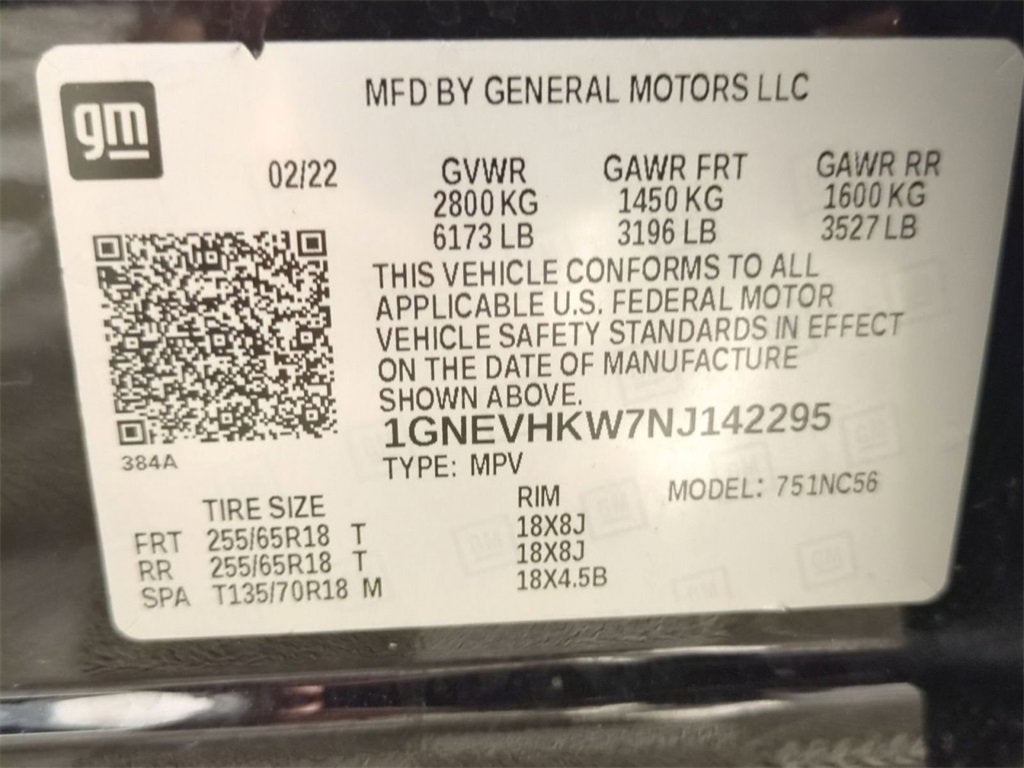 gm
MFD BY GENERAL MOTORS LLC
02/22 GVWR GAWR FRT GAWR RR
2800 KG 1450 KG 1600 KG
6173 LB 3196 LB 3527 LB
THIS VEHICLE CONFORMS TO ALL
APPLICABLE U.S. FEDERAL MOTOR
VEHICLE SAFETY STANDARDS IN EFFECT
ON THE DATE OF MANUFACTURE
SHOWN ABOVE.
1GNEVHKW7NJ142295
384A
TYPE: MPV
MODEL: 751NC56
TIRE SIZE RIM
FRT 255/65R18 T 18X8J
RR 255/65R18 T 18X8J
SPA T135/70R18 M 18X4.5B